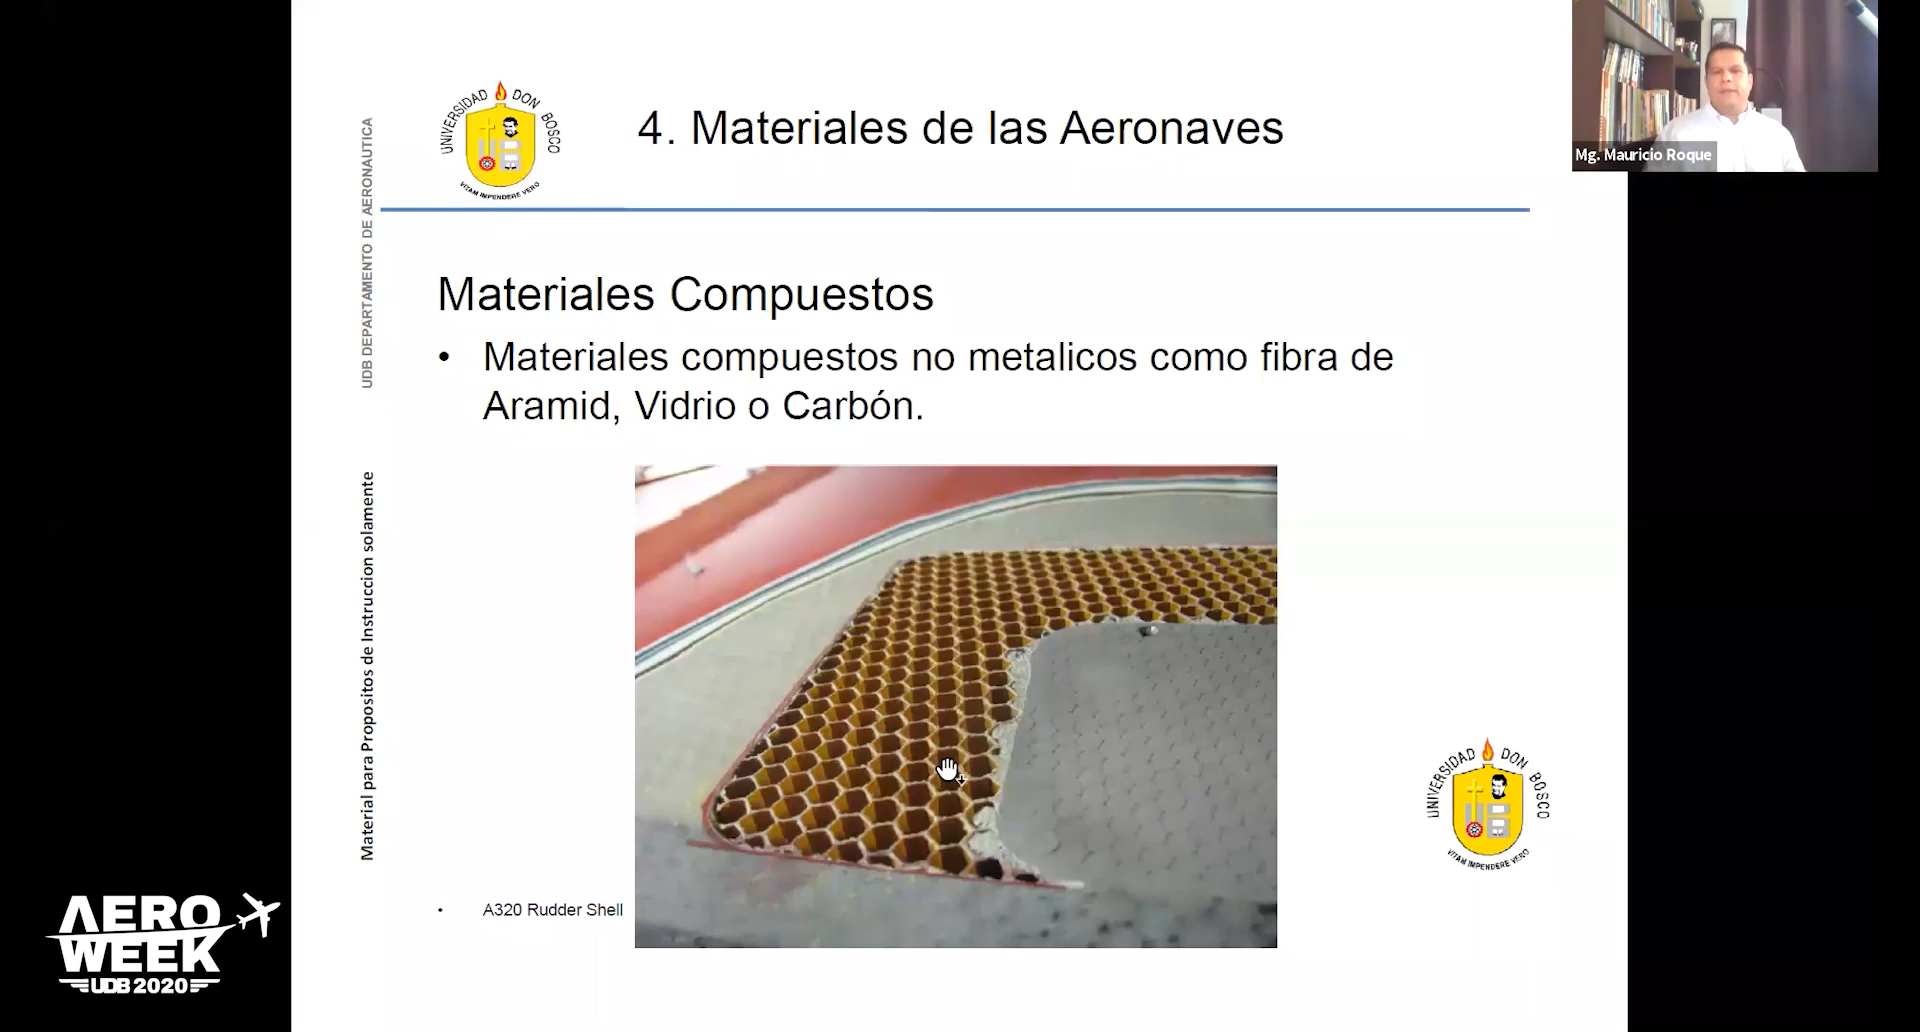 UNIVERSIDAD DON BOSCO
VITAM IMPENDERE VERO
4. Materiales de las Aeronaves
Mg. Mauricio Roque
UDB DEPARTAMENTO DE AERONAUTICA
Material para Propositos de Instruccion solamente
Materiales Compuestos
• Materiales compuestos no metalicos como fibra de
Aramid, Vidrio o Carbón.
• A320 Rudder Shell
UNIVERSIDAD DON BOSCO
UDB
VITAM IMPENDERE VERO
AERO
WEEK
UDB 2020